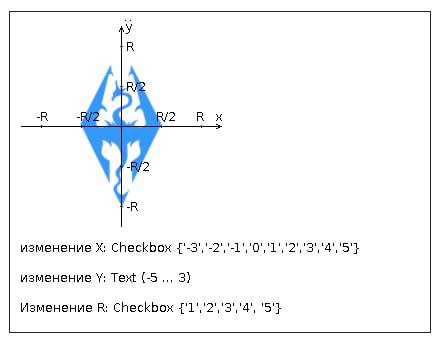 y
R
R/2
-R -R/2 R/2 R x
-R/2
-R
изменение X: Checkbox {'-3','-2','-1','0','1','2','3','4','5'}
изменение Y: Text (-5 ... 3)
Изменение R: Checkbox {'1','2','3','4', '5'}